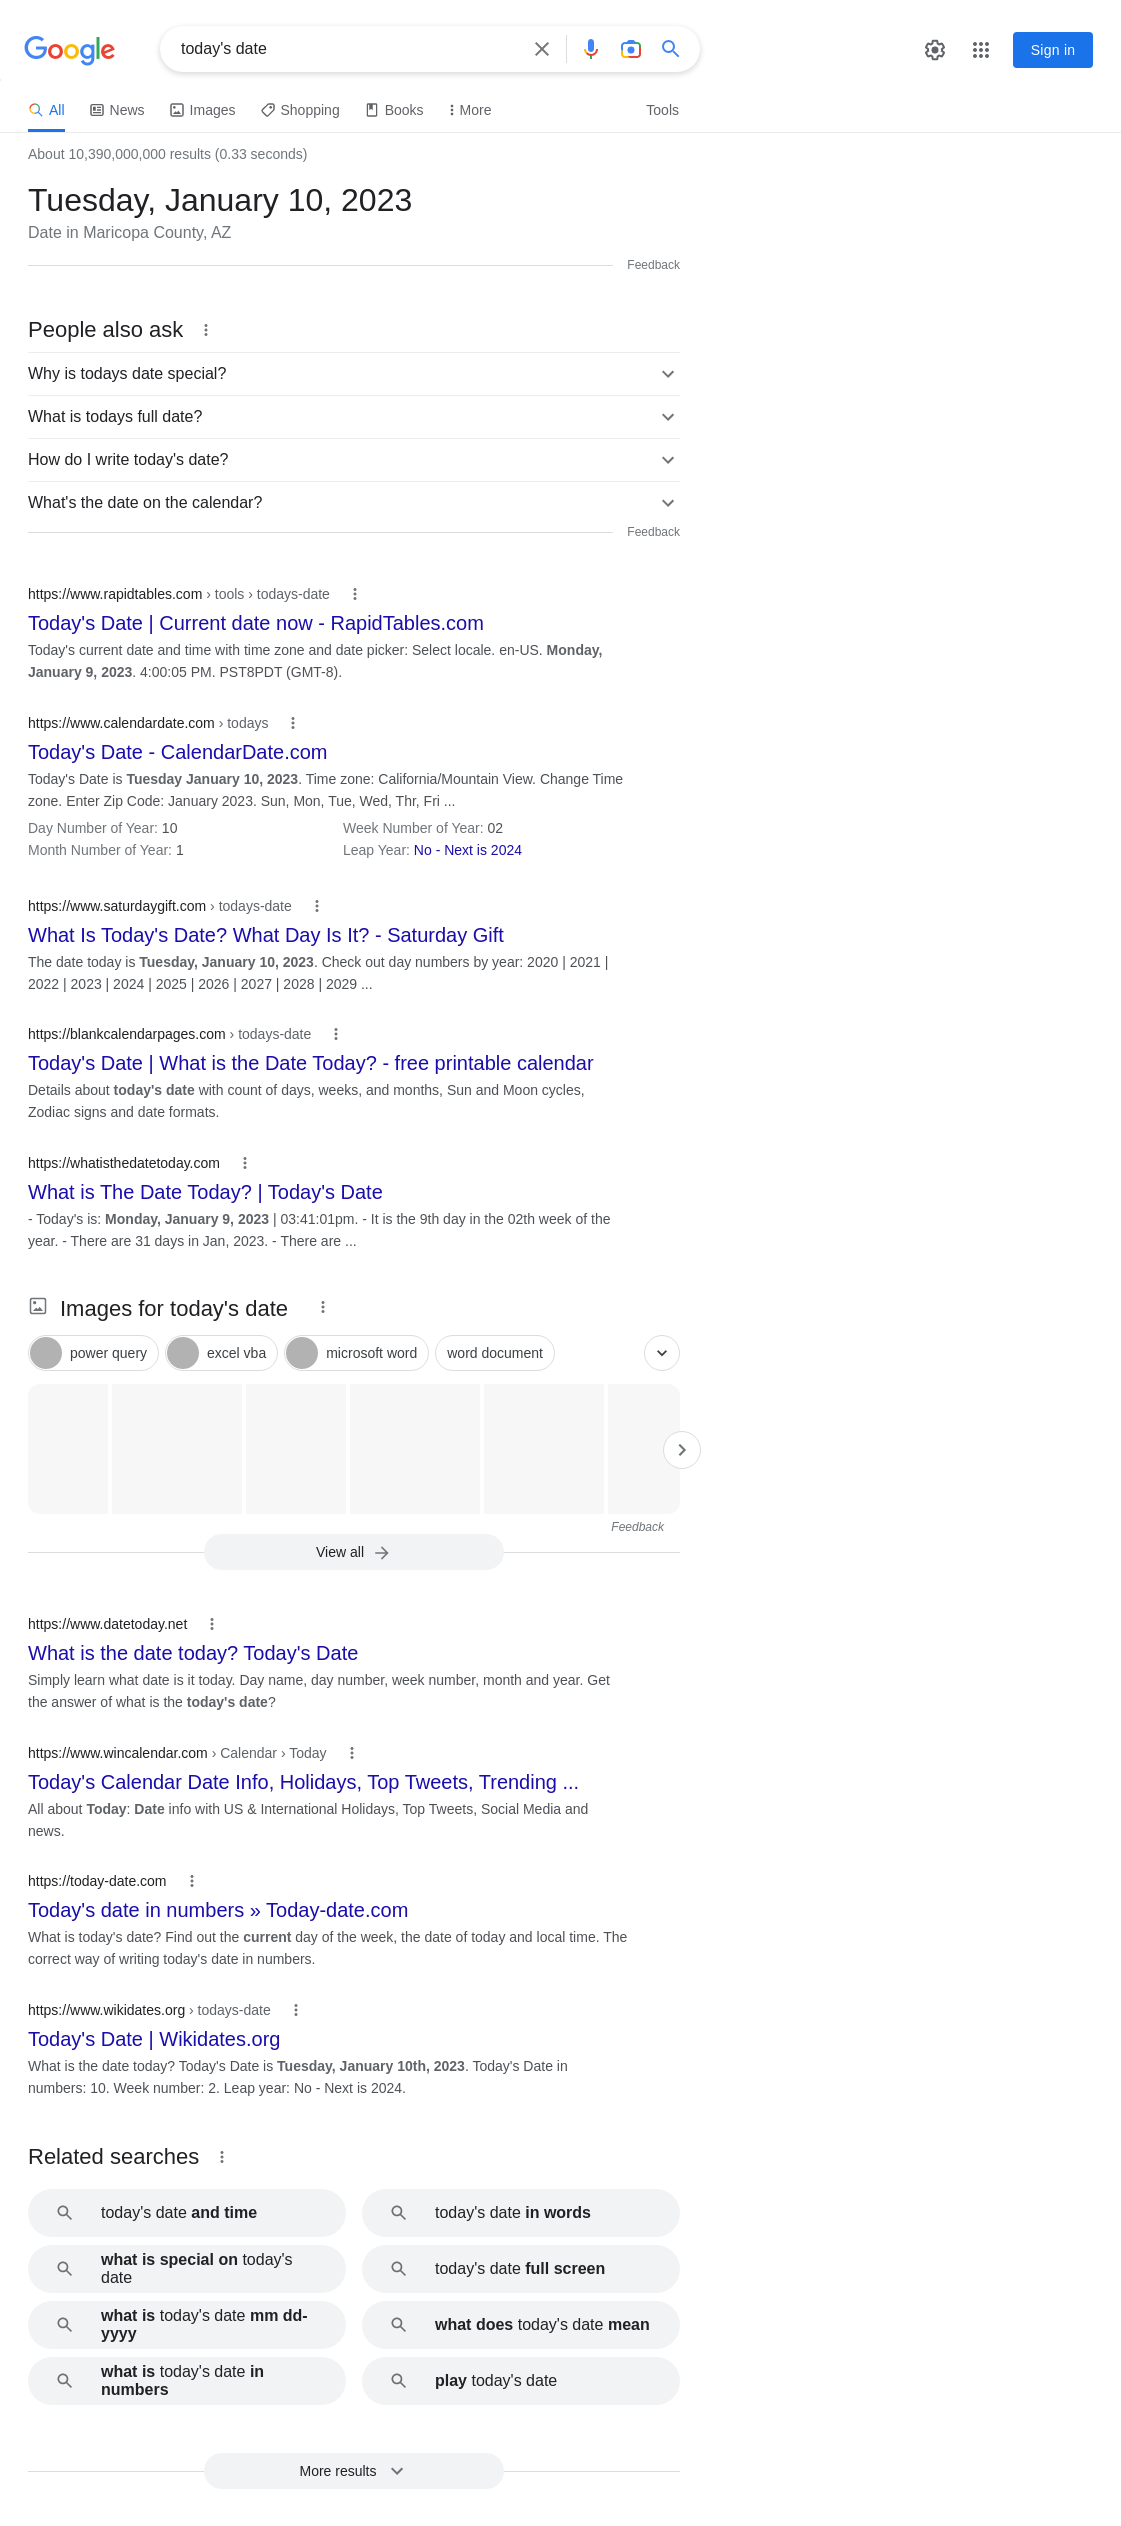 Google
today's date
Sign in
All News Images Shopping Books More Tools
About 10,390,000,000 results (0.33 seconds)
Tuesday, January 10, 2023
Date in Maricopa County, AZ
Feedback
People also ask
Why is todays date special?
What is todays full date?
How do I write today's date?
What's the date on the calendar?
Feedback
https://www.rapidtables.com › tools › todays-date
Today's Date | Current date now - RapidTables.com
Today's current date and time with time zone and date picker: Select locale. en-US. Monday,
January 9, 2023. 4:00:05 PM. PST8PDT (GMT-8).
https://www.calendardate.com › todays
Today's Date - CalendarDate.com
Today's Date is Tuesday January 10, 2023. Time zone: California/Mountain View. Change Time
zone. Enter Zip Code: January 2023. Sun, Mon, Tue, Wed, Thr, Fri ...
Day Number of Year: 10 Week Number of Year: 02
Month Number of Year: 1 Leap Year: No - Next is 2024
https://www.saturdaygift.com › todays-date
What Is Today's Date? What Day Is It? - Saturday Gift
The date today is Tuesday, January 10, 2023. Check out day numbers by year: 2020 | 2021 |
2022 | 2023 | 2024 | 2025 | 2026 | 2027 | 2028 | 2029 ...
https://blankcalendarpages.com › todays-date
Today's Date | What is the Date Today? - free printable calendar
Details about today's date with count of days, weeks, and months, Sun and Moon cycles,
Zodiac signs and date formats.
https://whatisthedatetoday.com
What is The Date Today? | Today's Date
- Today's is: Monday, January 9, 2023 | 03:41:01pm. - It is the 9th day in the 02th week of the
year. - There are 31 days in Jan, 2023. - There are ...
Images for today's date
power query excel vba microsoft word word document
Feedback
View all
https://www.datetoday.net
What is the date today? Today's Date
Simply learn what date is it today. Day name, day number, week number, month and year. Get
the answer of what is the today's date?
https://www.wincalendar.com › Calendar › Today
Today's Calendar Date Info, Holidays, Top Tweets, Trending ...
All about Today: Date info with US & International Holidays, Top Tweets, Social Media and
news.
https://today-date.com
Today's date in numbers » Today-date.com
What is today's date? Find out the current day of the week, the date of today and local time. The
correct way of writing today's date in numbers.
https://www.wikidates.org › todays-date
Today's Date | Wikidates.org
What is the date today? Today's Date is Tuesday, January 10th, 2023. Today's Date in
numbers: 10. Week number: 2. Leap year: No - Next is 2024.
Related searches
today's date and time
today's date in words
what is special on today's
date
today's date full screen
what is today's date mm dd-
yyyy
what does today's date mean
what is today's date in
numbers
play today's date
More results